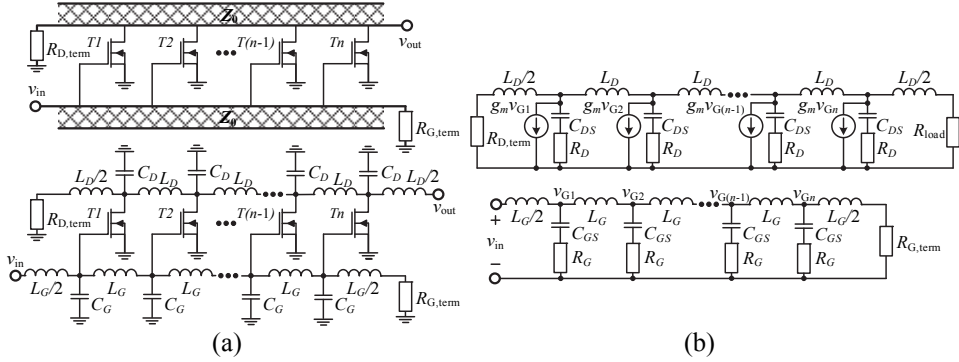 Z0
T1 T2 T(n-1) Tn
RD,term
vout
vin
Z0
RG,term
CD CD CD CD
LD/2 LD LD LD LD/2
vout
RD,term
T1 T2 T(n-1) Tn
vin
LG/2 LG LG LG LG/2
CG CG CG CG
RG,term
(a)
LD/2 LD LD LD LD/2
gmvG1 gmvG2 gmvG(n-1) gmvGn
CDS CDS CDS CDS
RD,term RD RD RD RD Rload
vG1 vG2 vG(n-1) vGn
+ LG/2 LG LG LG LG/2
vin CGS CGS CGS CGS
− RG RG RG RG RG,term
(b)